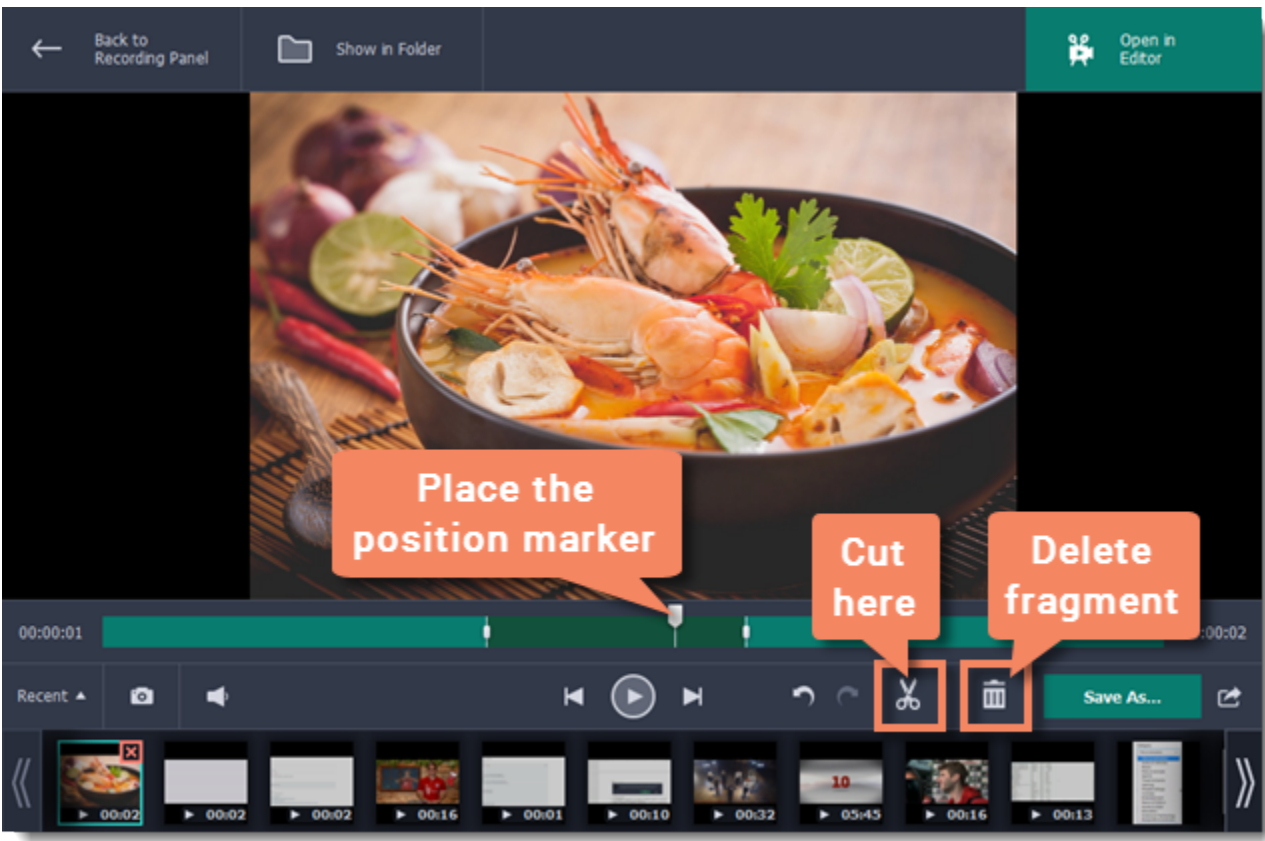 Back to
Recording Panel
Show in Folder
Open in
Editor
Place the
position marker
Cut
here
Delete
fragment
00:00:01
:00:02
Recent
Save As...
00:02
00:02
00:02
00:16
00:01
00:10
00:32
10
05:45
00:16
00:13